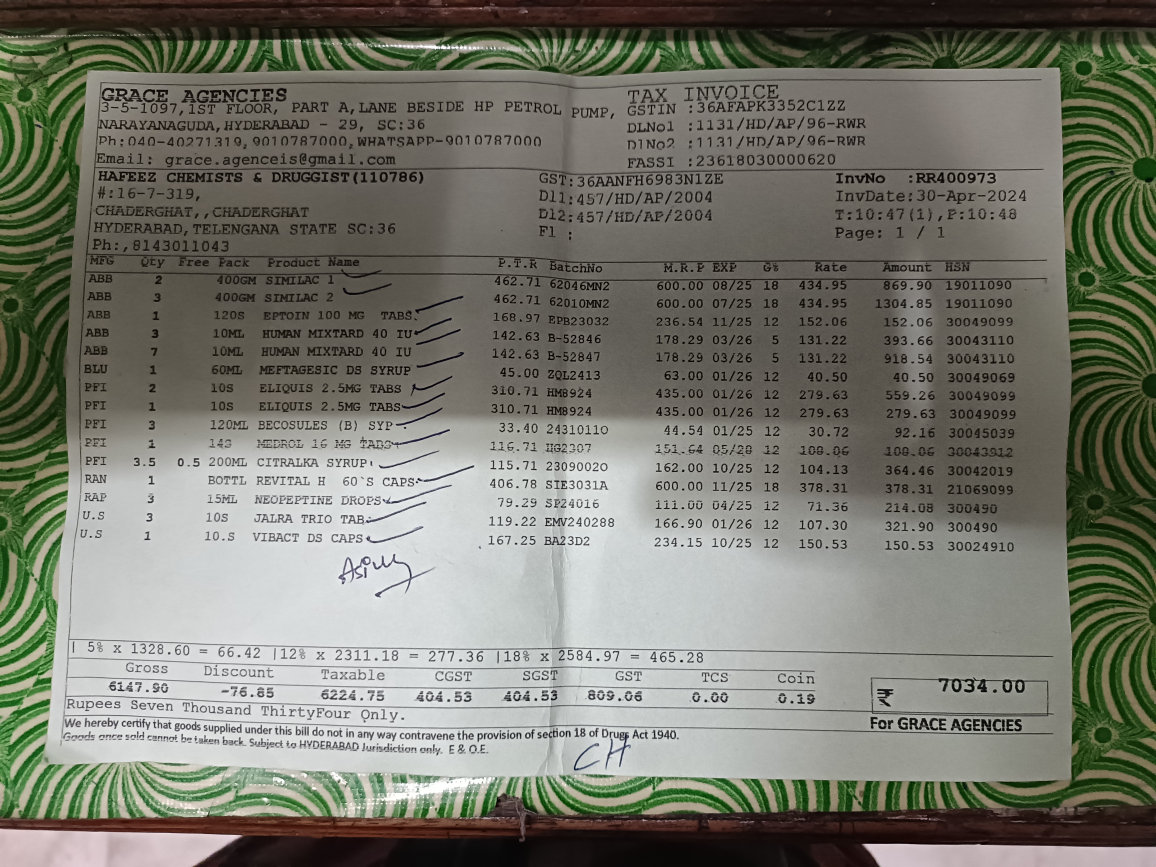 GRACE AGENCIES
3-5-1097,1ST FLOOR, PART A,LANE BESIDE HP PETROL PUMP,
NARAYANAGUDA,HYDERABAD - 29, SC:36
Ph:040-40271319,9010787000,WHATSAPP-9010787000
Email: grace.agenceis@gmail.com
TAX INVOICE
GSTIN :36AFAPK3352C1ZZ
DLNo1 :1131/HD/AP/96-RWR
DlNo2 :1131/HD/AP/96-RWR
FASSI :23618030000620
HAFEEZ CHEMISTS & DRUGGIST(110786)
#:16-7-319,
CHADERGHAT,,CHADERGHAT
HYDERABAD,TELENGANA STATE SC:36
Ph:,8143011043
GST:36AANFH6983N1ZE
Dl1:457/HD/AP/2004
Dl2:457/HD/AP/2004
Fl :
InvNo :RR400973
InvDate:30-Apr-2024
T:10:47(1),P:10:48
Page: 1 / 1
MFG Qty Free Pack Product Name P.T.R BatchNo M.R.P EXP G% Rate Amount HSN
ABB 2 400GM SIMILAC 1 462.71 62046MN2 600.00 08/25 18 434.95 869.90 19011090
ABB 3 400GM SIMILAC 2 462.71 62010MN2 600.00 07/25 18 434.95 1304.85 19011090
ABB 1 120S EPTOIN 100 MG TABS. 168.97 EPB23032 236.54 11/25 12 152.06 152.06 30049099
ABB 3 10ML HUMAN MIXTARD 40 IU 142.63 B-52846 178.29 03/26 5 131.22 393.66 30043110
ABB 7 10ML HUMAN MIXTARD 40 IU 142.63 B-52847 178.29 03/26 5 131.22 918.54 30043110
BLU 1 60ML MEFTAGESIC DS SYRUP 45.00 ZQL2413 63.00 01/26 12 40.50 40.50 30049069
PFI 2 10S ELIQUIS 2.5MG TABS 310.71 HM8924 435.00 01/26 12 279.63 559.26 30049099
PFI 1 10S ELIQUIS 2.5MG TABS 310.71 HM8924 435.00 01/26 12 279.63 279.63 30049099
PFI 3 120ML BECOSULES (B) SYP 33.40 24310110 44.54 01/25 12 30.72 92.16 30045039
PFI 1 14S MEDROL 16 MG TABS 116.71 HG2307 151.64 05/28 12 108.06 108.06 30043912
PFI 3.5 0.5 200ML CITRALKA SYRUP 115.71 23090020 162.00 10/25 12 104.13 364.46 30042019
RAN 1 BOTTL REVITAL H 60`S CAPS 406.78 SIE3031A 600.00 11/25 18 378.31 378.31 21069099
RAP 3 15ML NEOPEPTINE DROPS 79.29 SP24016 111.00 04/25 12 71.36 214.08 300490
U.S 3 10S JALRA TRIO TAB 119.22 EMV240288 166.90 01/26 12 107.30 321.90 300490
U.S 1 10.S VIBACT DS CAPS 167.25 BA23D2 234.15 10/25 12 150.53 150.53 30024910
| 5% x 1328.60 = 66.42 |12% x 2311.18 = 277.36 |18% x 2584.97 = 465.28
Gross Discount Taxable CGST SGST GST TCS Coin
6147.90 -76.85 6224.75 404.53 404.53 809.06 0.00 0.19
₹ 7034.00
Rupees Seven Thousand ThirtyFour Only.
For GRACE AGENCIES
We hereby certify that goods supplied under this bill do not in any way contravene the provision of section 18 of Drugs Act 1940.
Goods once sold cannot be taken back. Subject to HYDERABAD Jurisdiction only. E & O.E.
CH